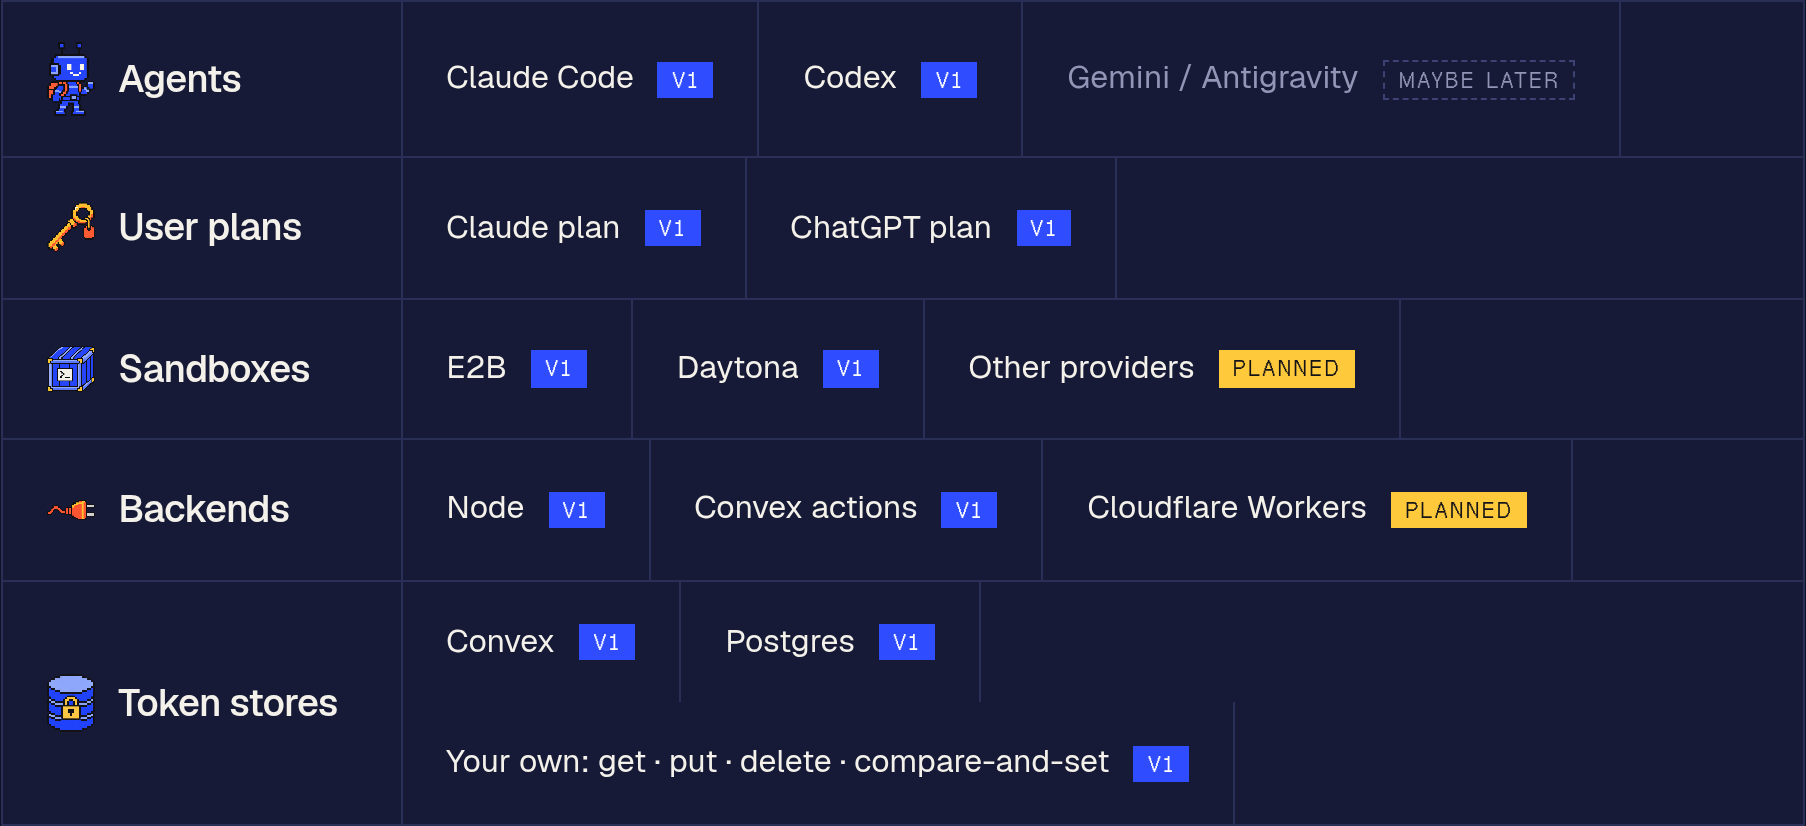 Agents Claude Code V1 Codex V1 Gemini / Antigravity MAYBE LATER
User plans Claude plan V1 ChatGPT plan V1
Sandboxes E2B V1 Daytona V1 Other providers PLANNED
Backends Node V1 Convex actions V1 Cloudflare Workers PLANNED
Token stores
Convex V1 Postgres V1
Your own: get · put · delete · compare-and-set V1